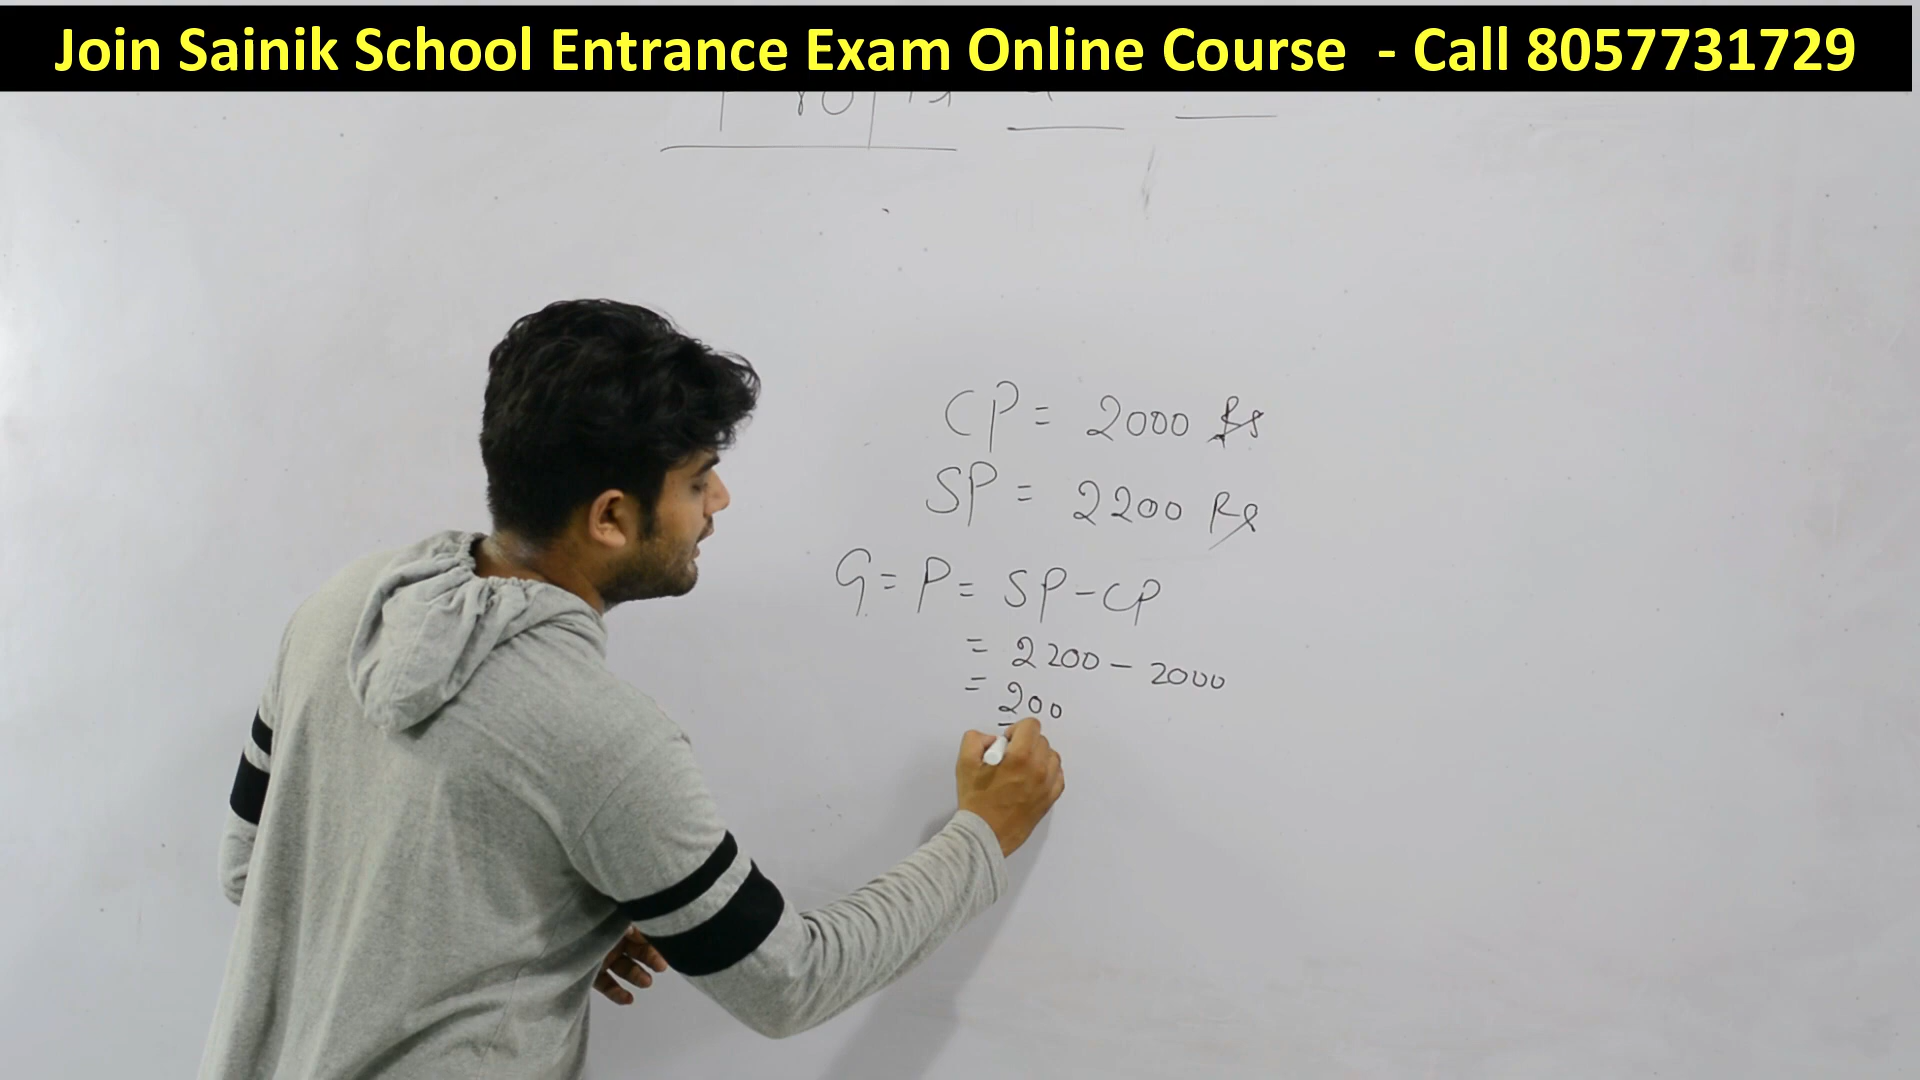 Join Sainik School Entrance Exam Online Course - Call 8057731729
CP = 2000 Rs
SP = 2200 Rs
G = P = SP - CP
= 2200 - 2000
= 200